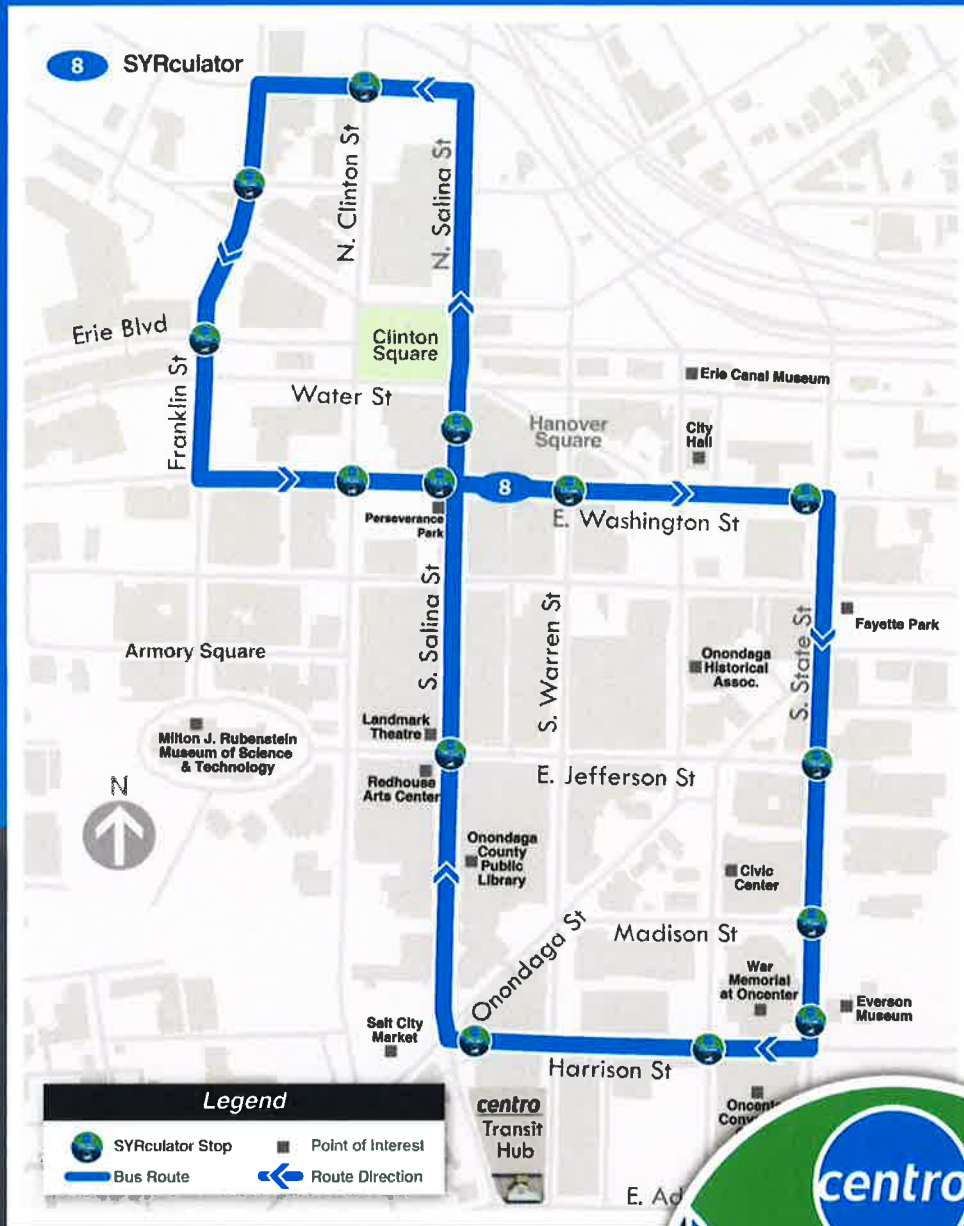 8 SYRculator
N. Clinton St
N. Salina St
Erie Blvd
Clinton
Square
Franklin St
Water St
Erie Canal Museum
Hanover
Square
City
Hall
8
E. Washington St
Perseverance
Park
S. Salina St
S. Warren St
S. State St
Fayette Park
Armory Square
Onondaga
Historical
Assoc.
Landmark
Theatre
Milton J. Rubenstein
Museum of Science
& Technology
Redhouse
Arts Center
E. Jefferson St
N
Onondaga
County
Public
Library
Civic
Center
Onondaga St
Madison St
War
Memorial
at Oncenter
Everson
Museum
Salt City
Market
Harrison St
Legend
SYRculator Stop
Point of Interest
Bus Route
Route Direction
centro
Transit
Hub
E. Ad
centro